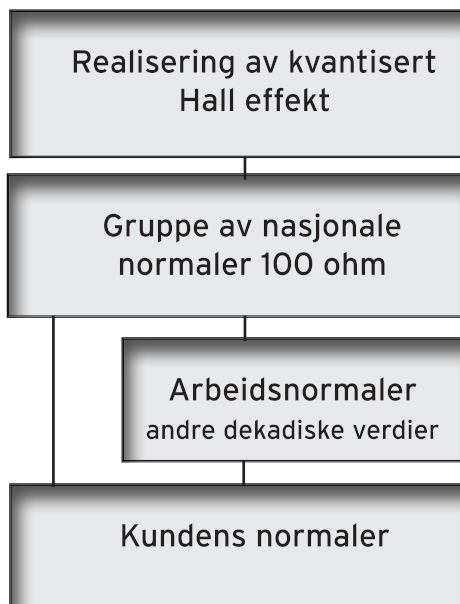 Realisering av kvantisert
Hall effekt
Gruppe av nasjonale
normaler 100 ohm
Arbeidsnormaler
andre dekadiske verdier
Kundens normaler